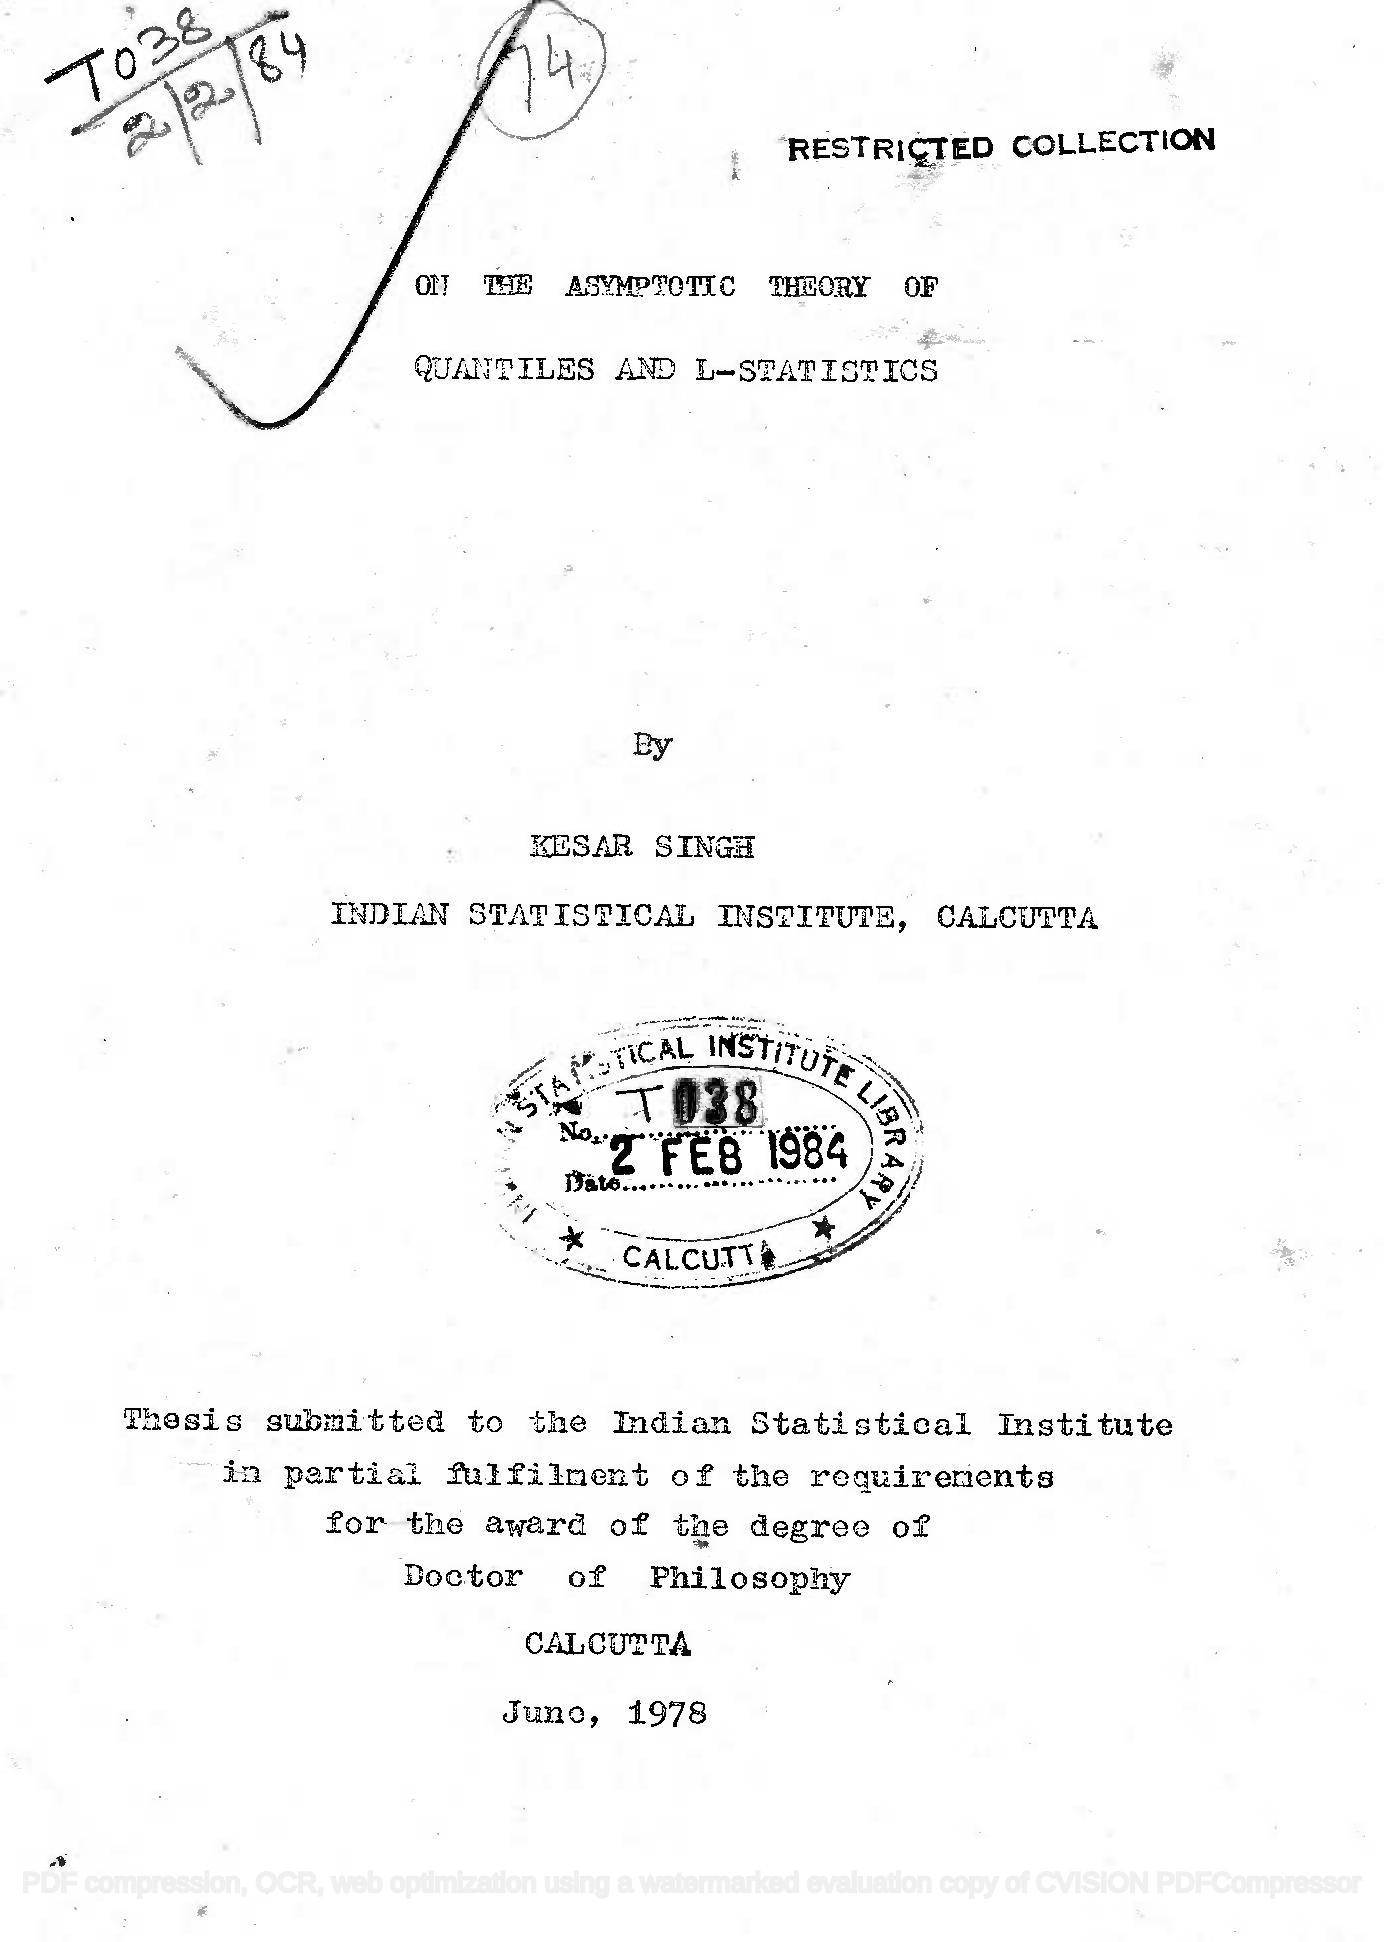 T038
2/2/84
74
RESTRICTED COLLECTION
ON THE ASYMPTOTIC THEORY OF
QUANTILES AND L-STATISTICS
By
KESAR SINGH
INDIAN STATISTICAL INSTITUTE, CALCUTTA
STATISTICAL INSTITUTE LIBRARY
No. T 038
Date 2 FEB 1984
CALCUTTA
Thesis submitted to the Indian Statistical Institute
in partial fulfilment of the requirements
for the award of the degree of
Doctor of Philosophy
CALCUTTA
June, 1978
PDF compression, OCR, web optimization using a watermarked evaluation copy of CVISION PDFCompressor